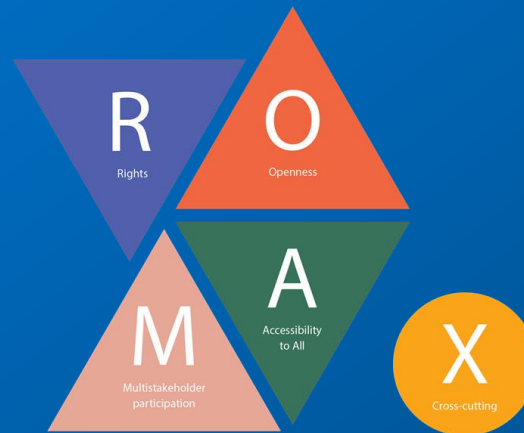 R
Rights
O
Openness
A
Accessibility
to All
M
Multistakeholder
participation
X
Cross-cutting